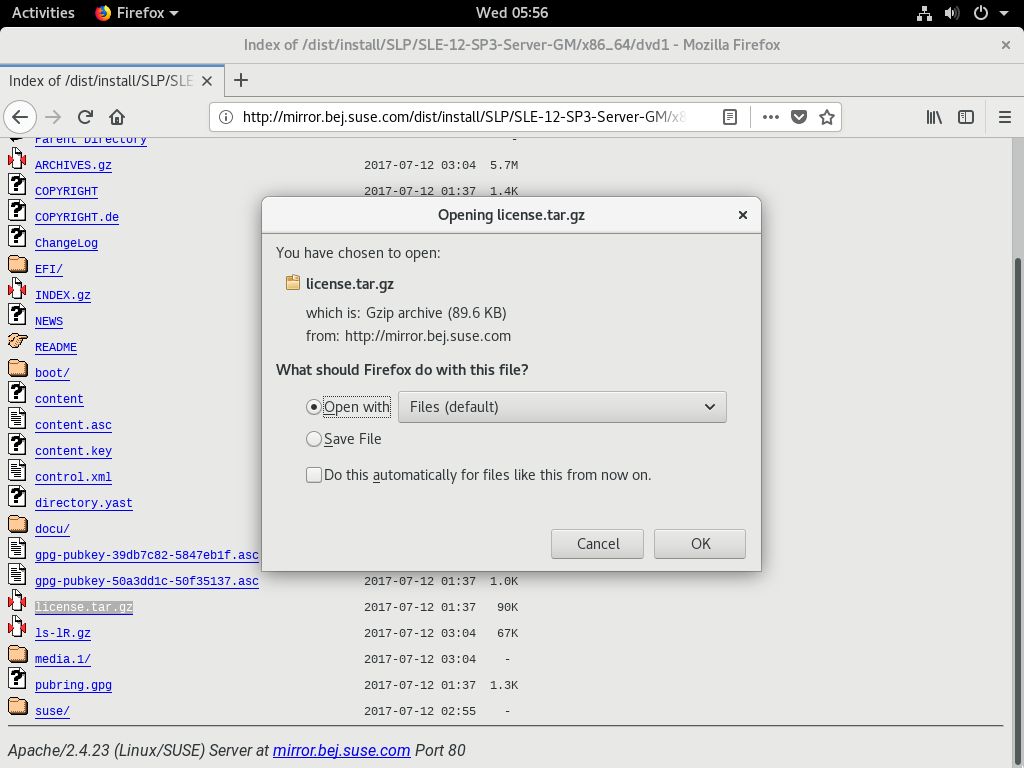 Activities Firefox Wed 05:56
Index of /dist/install/SLP/SLE-12-SP3-Server-GM/x86_64/dvd1 - Mozilla Firefox
Index of /dist/install/SLP/SLE
http://mirror.bej.suse.com/dist/install/SLP/SLE-12-SP3-Server-GM/x8
Parent Directory -
ARCHIVES.gz 2017-07-12 03:04 5.7M
COPYRIGHT 2017-07-12 01:37 1.4K
COPYRIGHT.de
ChangeLog
EFI/
INDEX.gz
NEWS
README
boot/
content
content.asc
content.key
control.xml
directory.yast
docu/
gpg-pubkey-39db7c82-5847eb1f.asc
gpg-pubkey-50a3dd1c-50f35137.asc 2017-07-12 01:37 1.0K
license.tar.gz 2017-07-12 01:37 90K
ls-lR.gz 2017-07-12 03:04 67K
media.1/ 2017-07-12 03:04 -
pubring.gpg 2017-07-12 01:37 1.3K
suse/ 2017-07-12 02:55 -
Apache/2.4.23 (Linux/SUSE) Server at mirror.bej.suse.com Port 80
Opening license.tar.gz
You have chosen to open:
license.tar.gz
which is: Gzip archive (89.6 KB)
from: http://mirror.bej.suse.com
What should Firefox do with this file?
Open with Files (default)
Save File
Do this automatically for files like this from now on.
Cancel OK